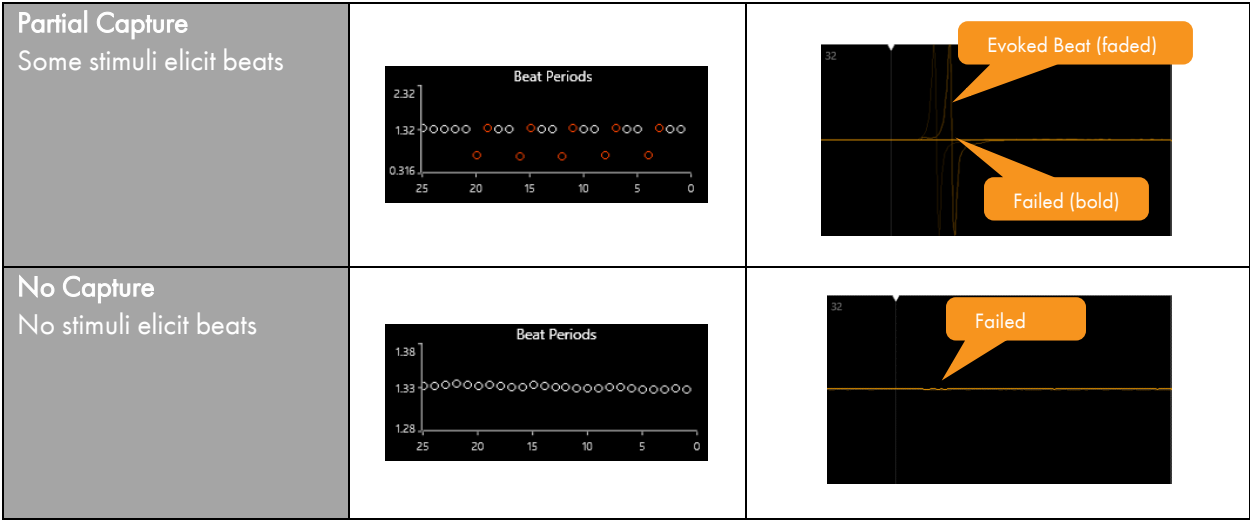 Partial Capture
Some stimuli elicit beats
Beat Periods
2.32
1.32
0.316
25 20 15 10 5 0
32
Evoked Beat (faded)
Failed (bold)
No Capture
No stimuli elicit beats
Beat Periods
1.38
1.33
1.28
25 20 15 10 5 0
32
Failed